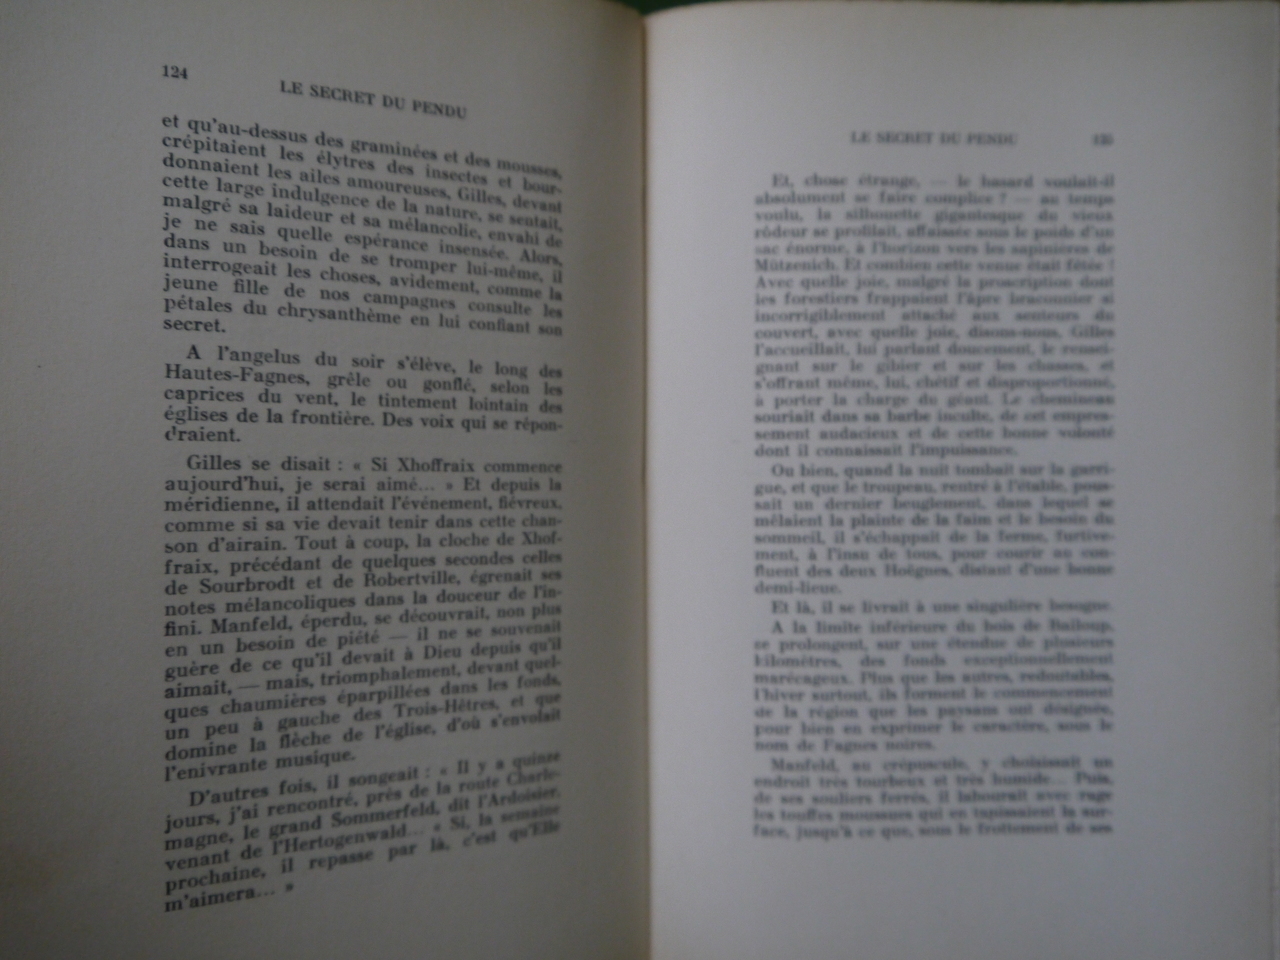 124
LE SECRET DU PENDU
et qu'au-dessus des graminées et des mousses,
crépitaient les élytres des insectes et bour-
donnaient les ailes amoureuses, Gilles, devant
cette large indulgence de la nature, se sentait,
malgré sa laideur et sa mélancolie, envahi de
je ne sais quelle espérance insensée. Alors,
dans un besoin de se tromper lui-même, il
interrogeait les choses, avidement, comme la
jeune fille de nos campagnes consulte les
pétales du chrysanthème en lui confiant son
secret.
A l'angelus du soir s'élève, le long des
Hautes-Fagnes, grêle ou gonflé, selon les
caprices du vent, le tintement lointain des
églises de la frontière. Des voix qui se répon-
draient.
Gilles se disait : « Si Xhoffraix commence
aujourd'hui, je serai aimé... » Et depuis la
méridienne, il attendait l'événement, fiévreux,
comme si sa vie devait tenir dans cette chan-
son d'airain. Tout à coup, la cloche de Xhof-
fraix, précédant de quelques secondes celles
de Sourbrodt et de Robertville, égrenait ses
notes mélancoliques dans la douceur de l'in-
fini. Manfeld, éperdu, se découvrait, non plus
en un besoin de piété — il ne se souvenait
guère de ce qu'il devait à Dieu depuis qu'il
aimait, — mais, triomphalement, devant quel-
ques chaumières éparpillées dans les fonds,
un peu à gauche des Trois-Hêtres, et que
domine la flèche de l'église, d'où s'envolait
l'enivrante musique.
D'autres fois, il songeait : « Il y a quinze
jours, j'ai rencontré, près de la route Charle-
magne, le grand Sommerfeld, dit l'Ardoisier,
venant de l'Hertogenwald... « Si, la semaine
prochaine, il repasse par là, c'est qu'Elle
m'aimera... »
LE SECRET DU PENDU
125
Et, chose étrange, — le hasard voulait-il
absolument se faire complice ? — au temps
voulu, la silhouette gigantesque du vieux
rôdeur se profilait, affaissée sous le poids d'un
sac énorme, à l'horizon vers les sapinières de
Mützenich. Et combien cette venue était fêtée !
Avec quelle joie, malgré la proscription dont
les forestiers frappaient l'âpre braconnier si
incorrigiblement attaché aux senteurs du
couvert, avec quelle joie, disons-nous, Gilles
l'accueillait, lui parlant doucement, le rensei-
gnant sur le gibier et sur les chasses, et
s'offrant même, lui, chétif et disproportionné,
à porter la charge du géant. Le chemineau
souriait dans sa barbe inculte, de cet empres-
sement audacieux et de cette bonne volonté
dont il connaissait l'impuissance.
Ou bien, quand la nuit tombait sur la garri-
gue, et que le troupeau, rentré à l'étable, pous-
sait un dernier beuglement, dans lequel se
mêlaient la plainte de la faim et le besoin du
sommeil, il s'échappait de la ferme, furtive-
ment, à l'insu de tous, pour courir au con-
fluent des deux Hoëgnes, distant d'une bonne
demi-lieue.
Et là, il se livrait à une singulière besogne.
A la limite inférieure du bois de Bailoup,
se prolongent, sur une étendue de plusieurs
kilomètres, des fonds exceptionnellement
marécageux. Plus que les autres, redoutables,
l'hiver surtout, ils forment le commencement
de la région que les paysans ont désignée,
pour bien en exprimer le caractère, sous le
nom de Fagnes noires.
Manfeld, au crépuscule, y choisissait un
endroit très tourbeux et très humide... Puis,
de ses souliers ferrés, il labourait avec rage
les touffes moussues qui en tapissaient la sur-
face, jusqu'à ce que, sous le frottement de ses